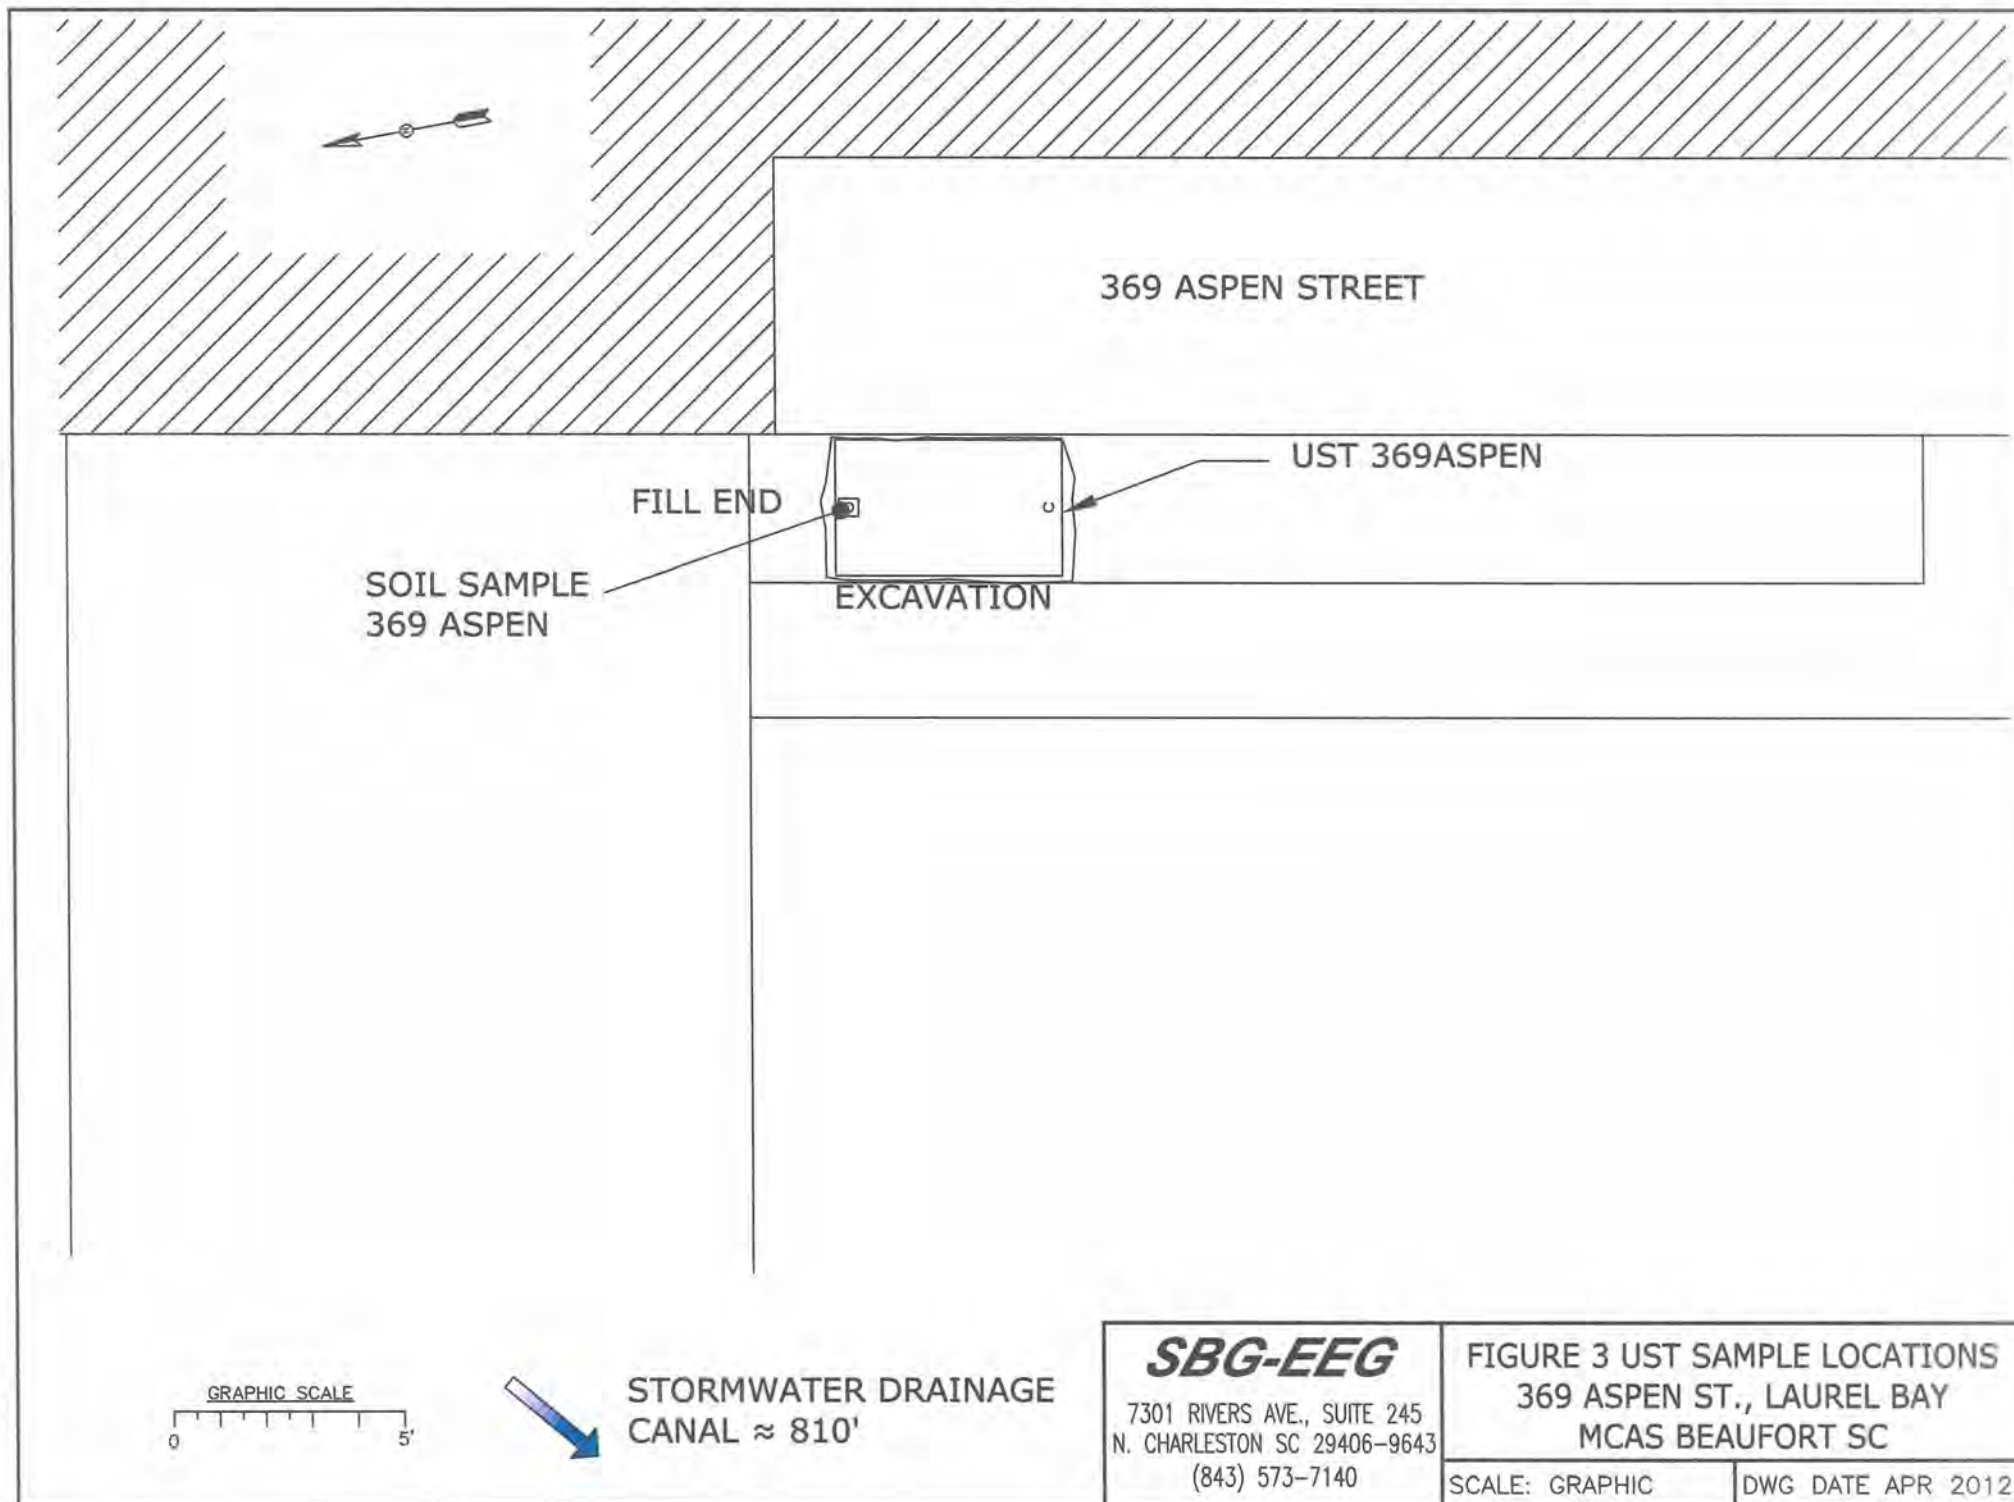 N
369 ASPEN STREET
UST 369ASPEN
FILL END
C
SOIL SAMPLE
369 ASPEN
EXCAVATION
GRAPHIC SCALE
0 5'
STORMWATER DRAINAGE
CANAL ≈ 810'
SBG-EEG
7301 RIVERS AVE., SUITE 245
N. CHARLESTON SC 29406-9643
(843) 573-7140
FIGURE 3 UST SAMPLE LOCATIONS
369 ASPEN ST., LAUREL BAY
MCAS BEAUFORT SC
SCALE: GRAPHIC
DWG DATE APR 2012